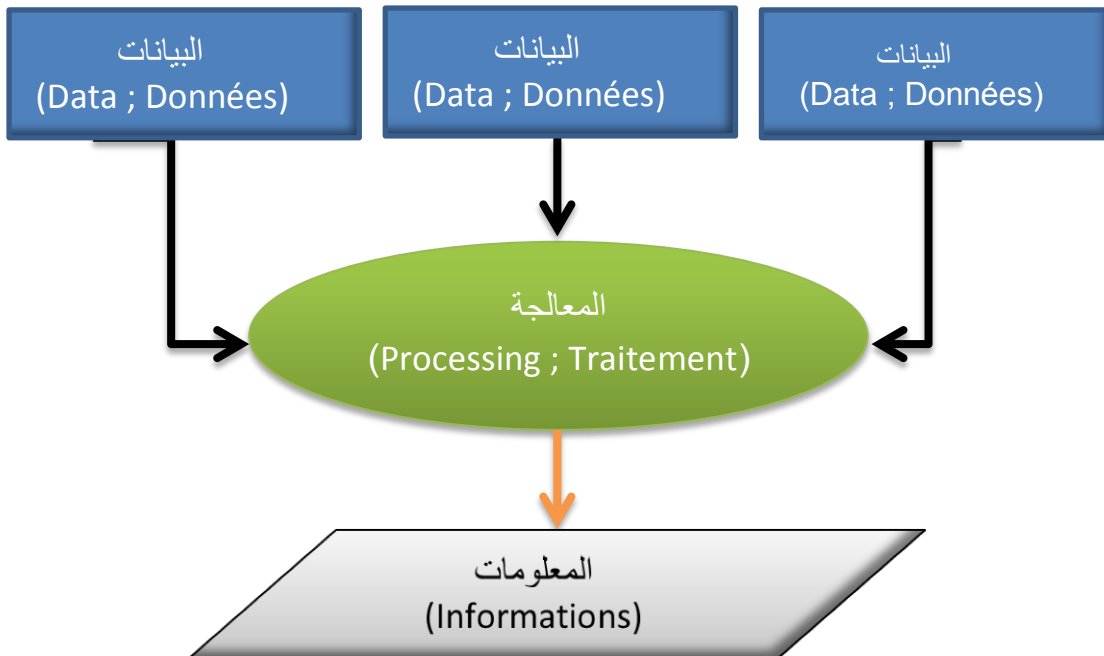 البيانات
(Data ; Données)
البيانات
(Data ; Données)
البيانات
(Data ; Données)
المعالجة
(Processing ; Traitement)
المعلومات
(Informations)